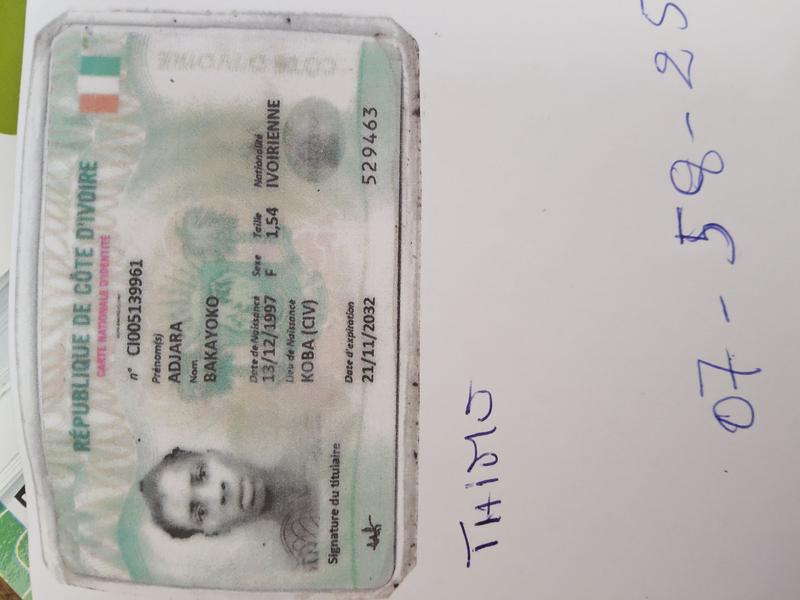 RÉPUBLIQUE DE CÔTE D'IVOIRE
CARTE NATIONALE D'IDENTITÉ
n° CI005139961
Prénom(s)
ADJARA
Nom
BAKAYOKO
Date de Naissance Sexe Taille Nationalité
13/12/1997 F 1,54 IVOIRIENNE
Lieu de Naissance
KOBA (CIV)
Date d'expiration
21/11/2032
529463
Signature du titulaire
07-58-25